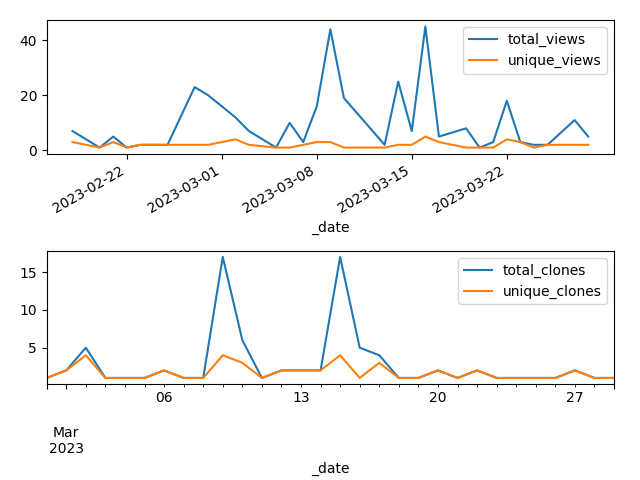 40
20
0
total_views
unique_views
2023-02-22
2023-03-01
2023-03-08
2023-03-15
2023-03-22
_date
15
10
5
total_clones
unique_clones
06
13
20
27
Mar
2023
_date